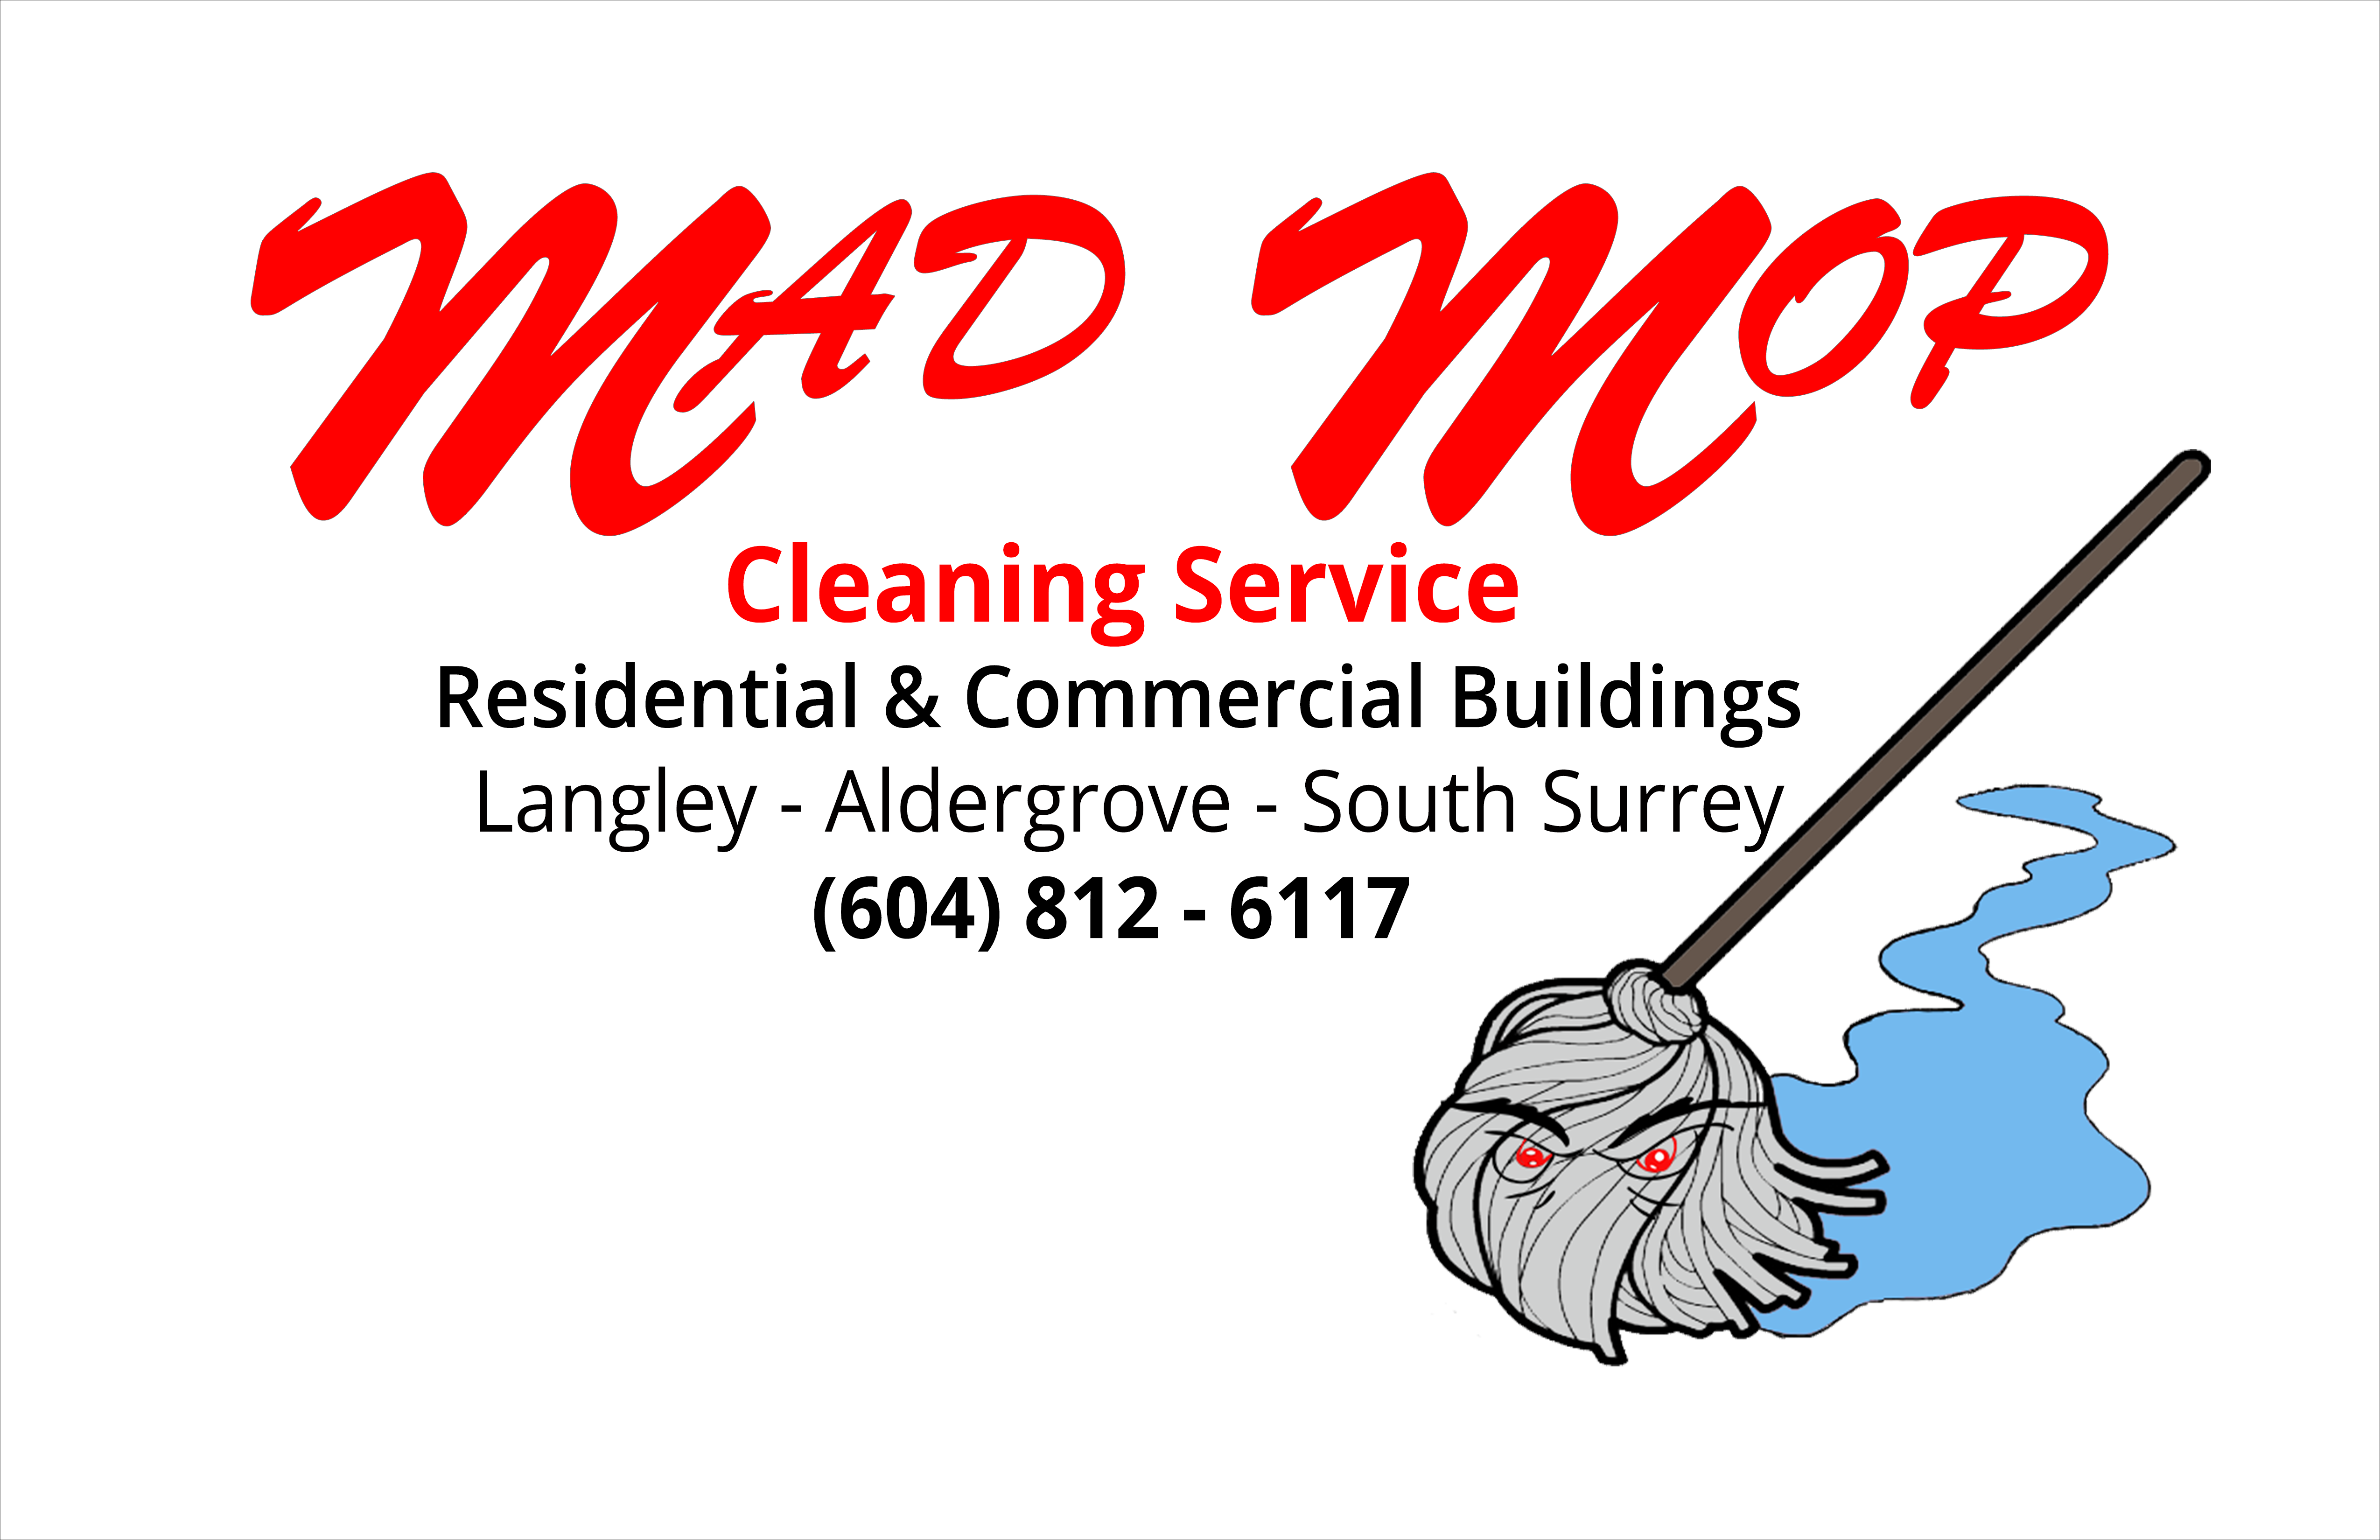 MAD MOP
Cleaning Service
Residential & Commercial Buildings
Langley - Aldergrove - South Surrey
(604) 812 - 6117